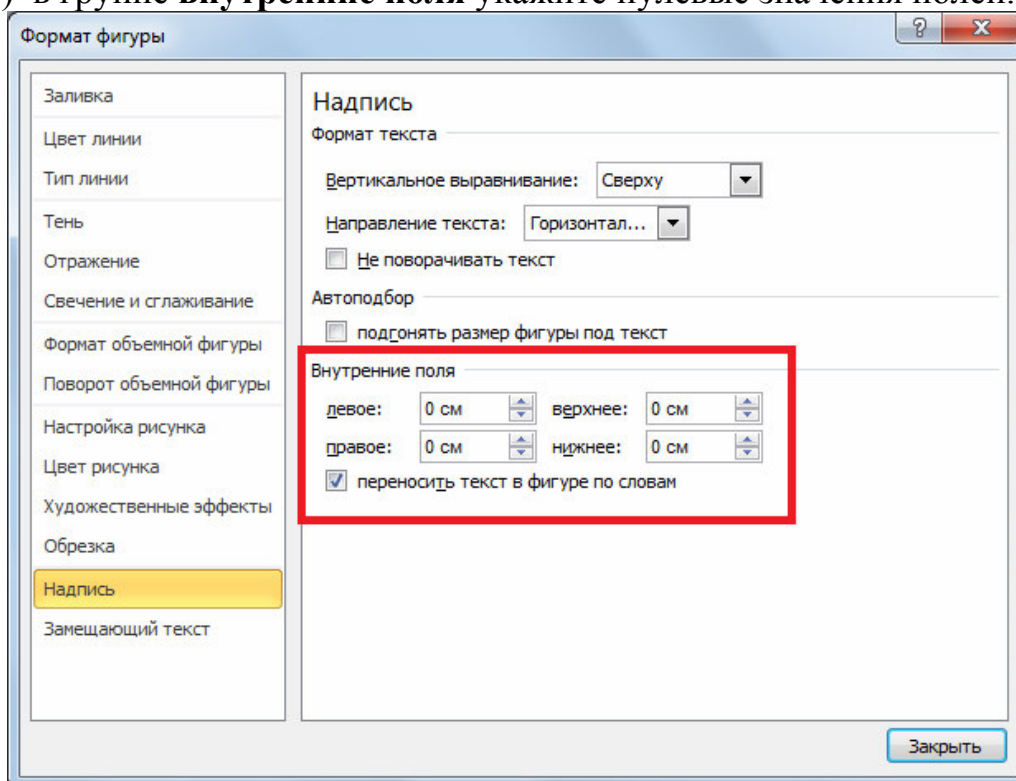 ) в группе внутренние поля укажите нулевые значения полей.
Формат фигуры
Заливка
Цвет линии
Тип линии
Тень
Отражение
Свечение и сглаживание
Формат объемной фигуры
Поворот объемной фигуры
Настройка рисунка
Цвет рисунка
Художественные эффекты
Обрезка
Надпись
Замещающий текст
Надпись
Формат текста
Вертикальное выравнивание: Сверху
Направление текста: Горизонтал...
Не поворачивать текст
Автоподбор
подгонять размер фигуры под текст
Внутренние поля
левое: 0 см верхнее: 0 см
правое: 0 см нижнее: 0 см
переносить текст в фигуре по словам
Закрыть